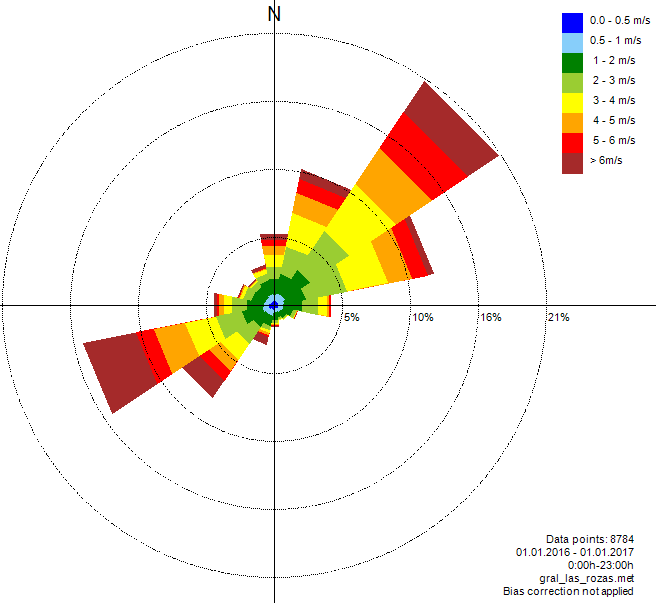 N
0.0 - 0.5 m/s
0.5 - 1 m/s
1 - 2 m/s
2 - 3 m/s
3 - 4 m/s
4 - 5 m/s
5 - 6 m/s
> 6m/s
5% 10% 16% 21%
Data points: 8784
01.01.2016 - 01.01.2017
0:00h-23:00h
gral_las_rozas.met
Bias correction not applied